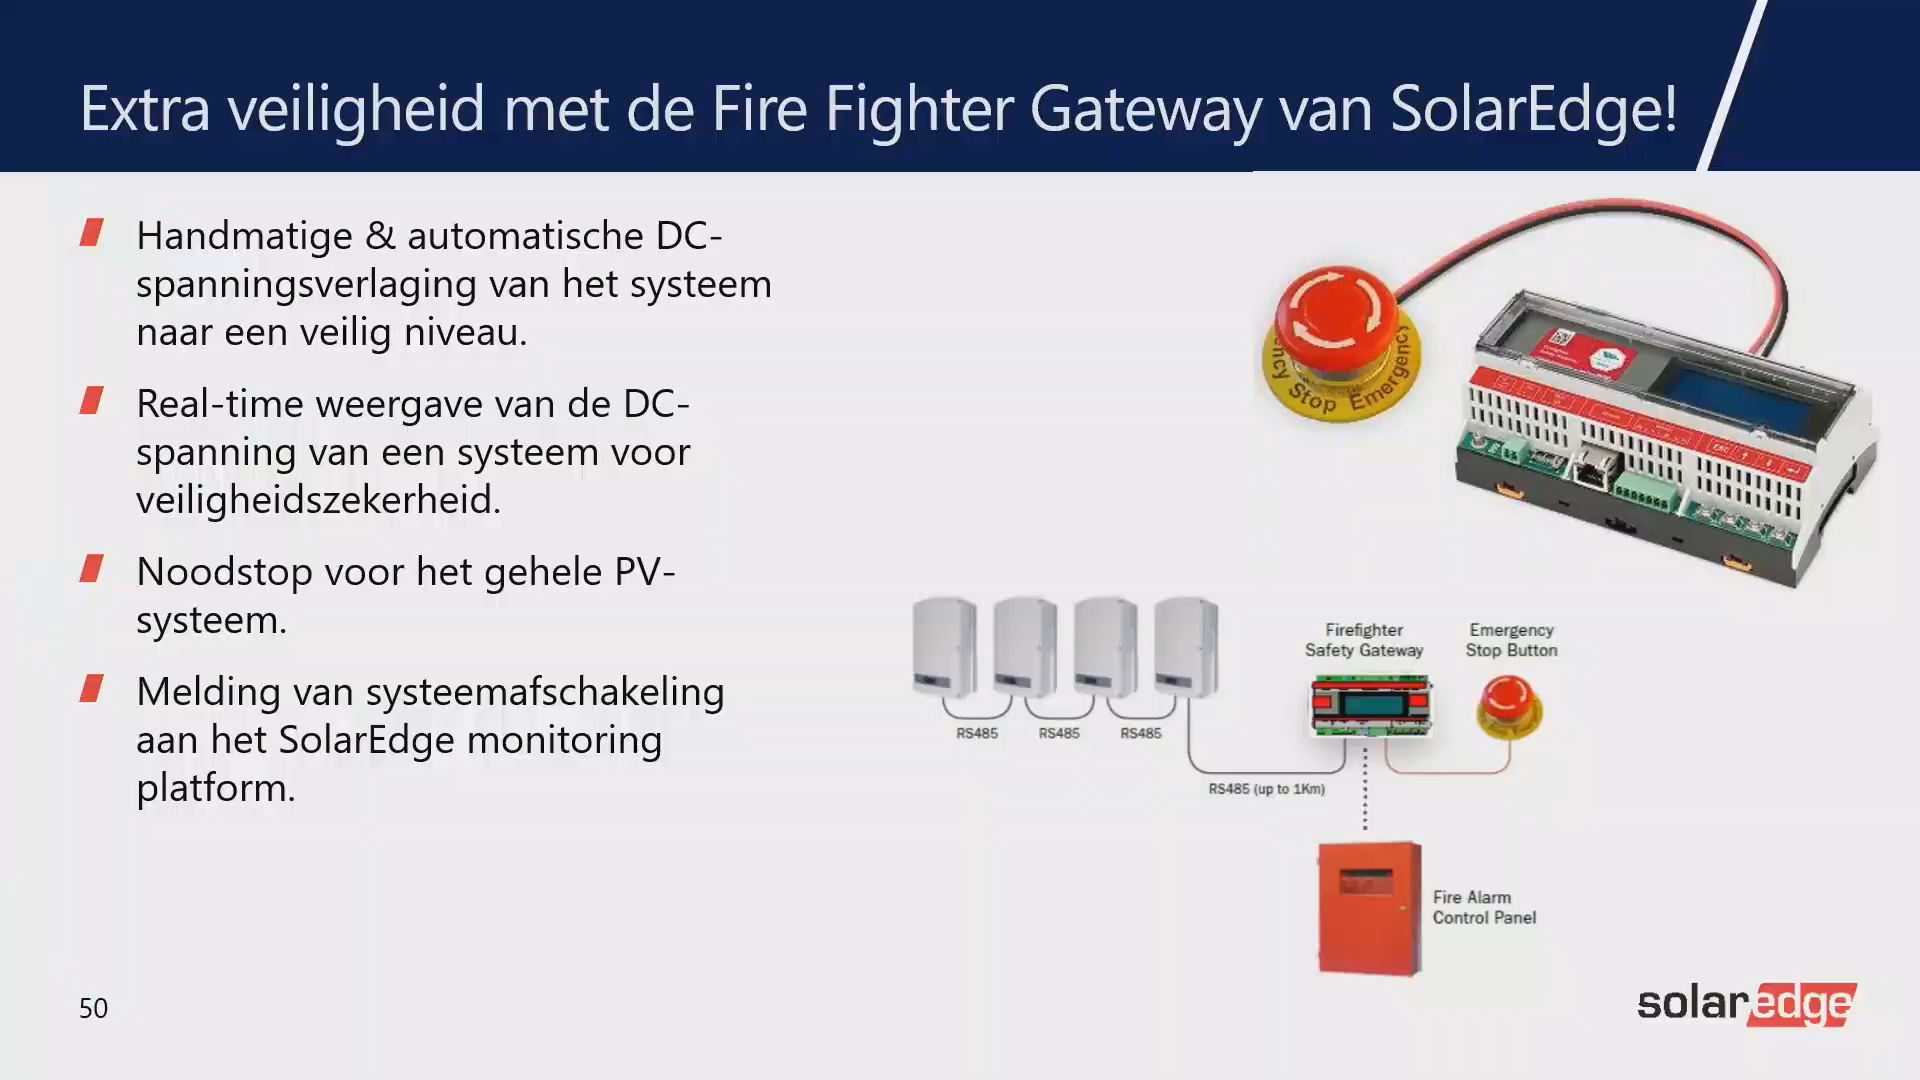 Extra veiligheid met de Fire Fighter Gateway van SolarEdge!
Handmatige & automatische DC-
spanningsverlaging van het systeem
naar een veilig niveau.
Real-time weergave van de DC-
spanning van een systeem voor
veiligheidszekerheid.
Noodstop voor het gehele PV-
systeem.
Melding van systeemafschakeling
aan het SolarEdge monitoring
platform.
ency Stop Emergency
Firefighter
Safety Gateway
Emergency
Stop Button
RS485
RS485
RS485
RS485 (up to 1Km)
Fire Alarm
Control Panel
50
solaredge